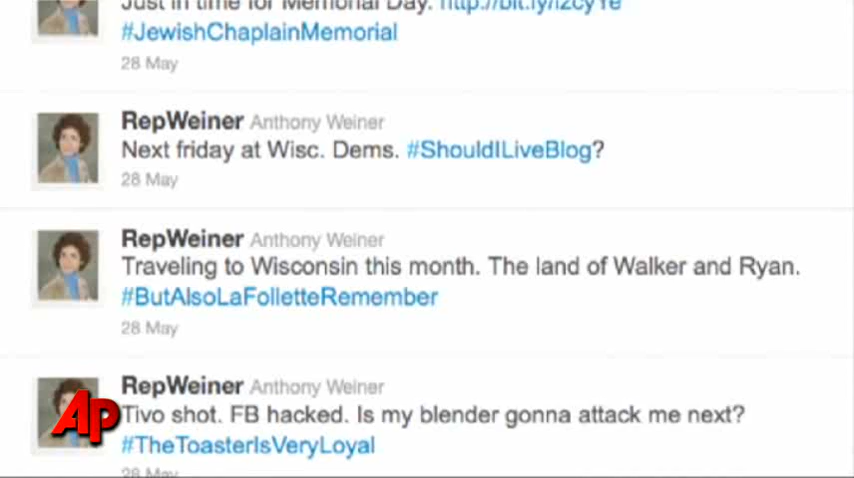 Just in time for Memorial Day. http://bit.ly/izcyYe
#JewishChaplainMemorial
28 May
RepWeiner Anthony Weiner
Next friday at Wisc. Dems. #ShouldILiveBlog?
28 May
RepWeiner Anthony Weiner
Traveling to Wisconsin this month. The land of Walker and Ryan.
#ButAlsoLaFolletteRemember
28 May
RepWeiner Anthony Weiner
Tivo shot. FB hacked. Is my blender gonna attack me next?
#TheToasterIsVeryLoyal
28 May
AP